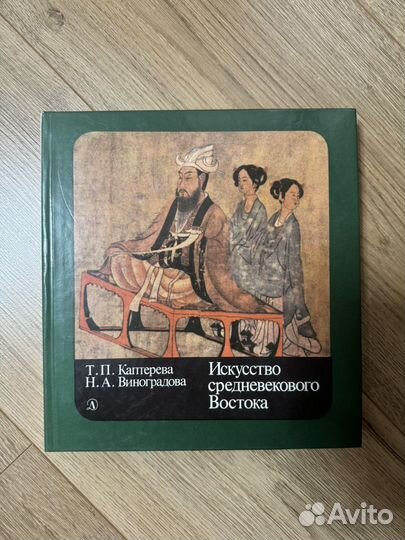 Т. П. Каптерева
Н. А. Виноградова
Искусство
средневекового
Востока
Avito